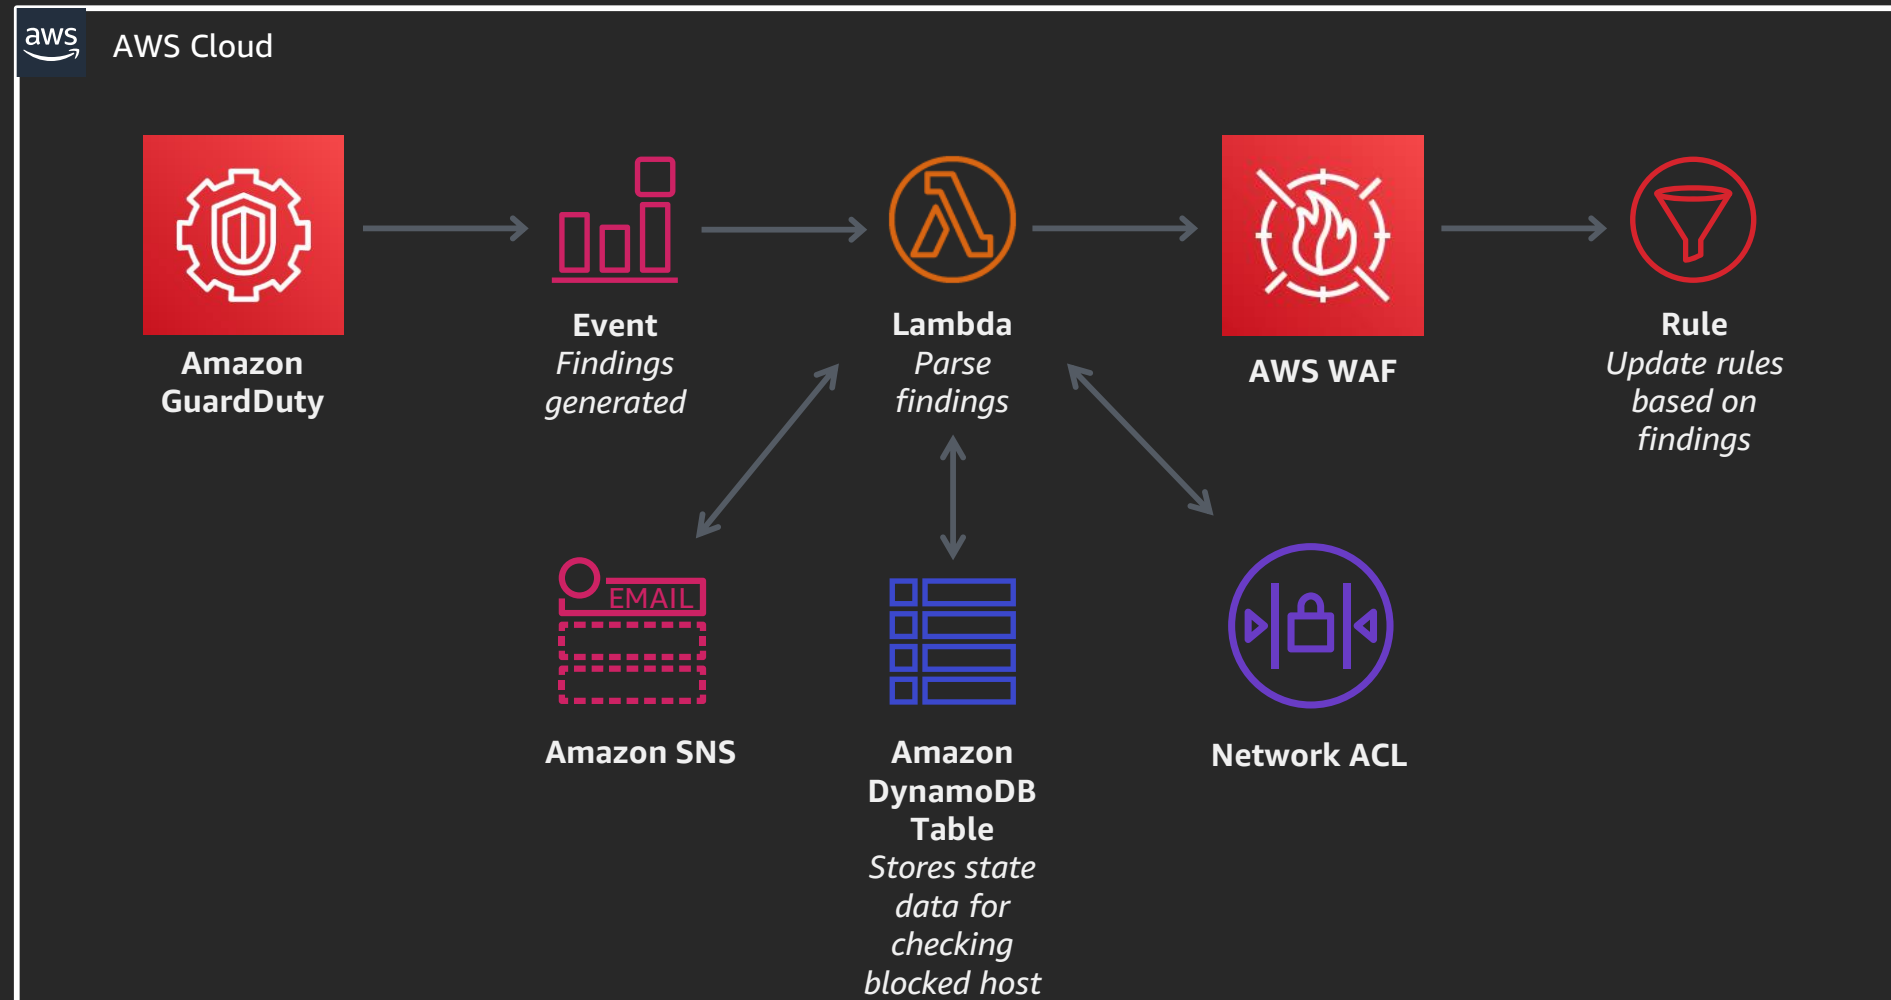 aws
AWS Cloud
Amazon
GuardDuty
Event
Findings
generated
Lambda
Parse
findings
AWS WAF
Rule
Update rules
based on
findings
EMAIL
Amazon SNS
Amazon
DynamoDB
Table
Stores state
data for
checking
blocked host
Network ACL